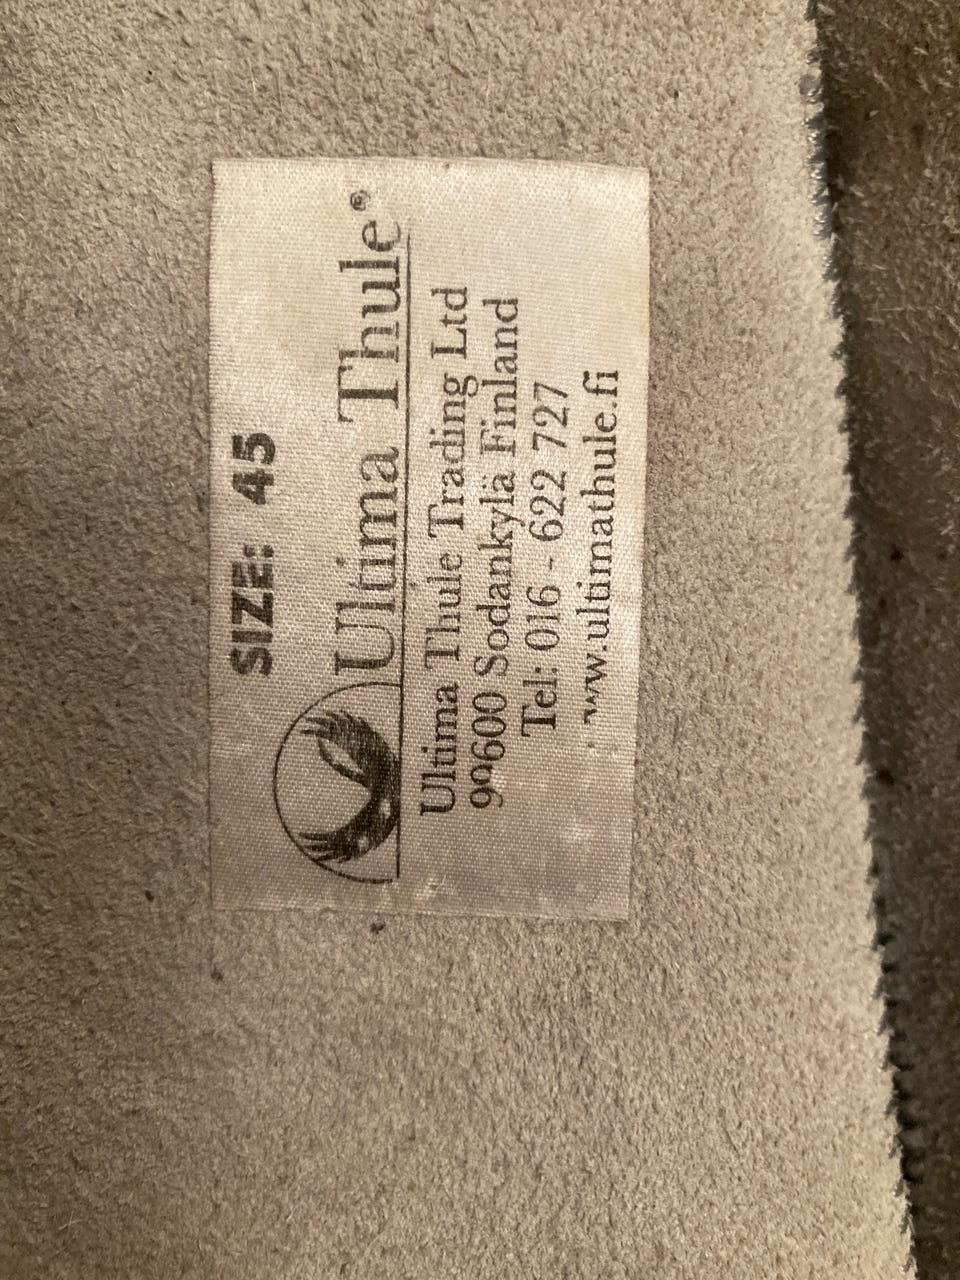 SIZE: 45
Ultima Thule®
Ultima Thule Trading Ltd
99600 Sodankylä Finland
Tel: 016 - 622 727
www.ultimathule.fi